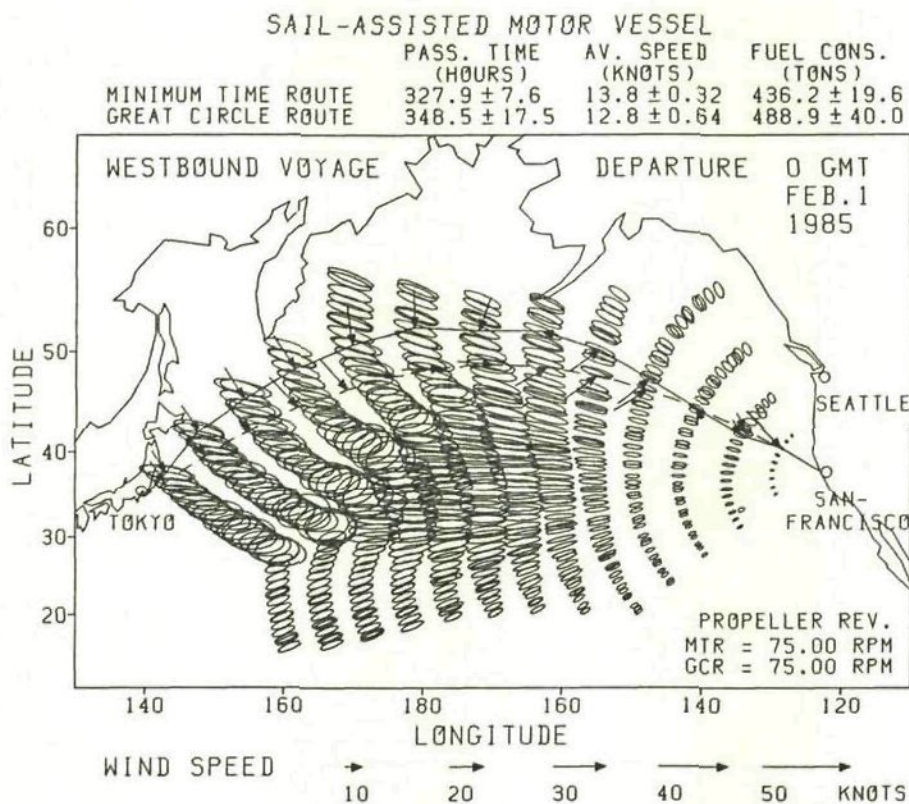 SAIL-ASSISTED MOTOR VESSEL
PASS. TIME AV. SPEED FUEL CONS.
(HOURS) (KNOTS) (TONS)
MINIMUM TIME ROUTE 327.9 ± 7.6 13.8 ± 0.32 436.2 ± 19.6
GREAT CIRCLE ROUTE 348.5 ± 17.5 12.8 ± 0.64 488.9 ± 40.0
WESTBOUND VOYAGE DEPARTURE 0 GMT
FEB.1
1985
60
50
40
30
20
LATITUDE
SEATTLE
SAN-
FRANCISCO
TOKYO
PROPELLER REV.
MTR = 75.00 RPM
GCR = 75.00 RPM
140 160 180 160 140 120
LONGITUDE
WIND SPEED
10 20 30 40 50 KNOTS